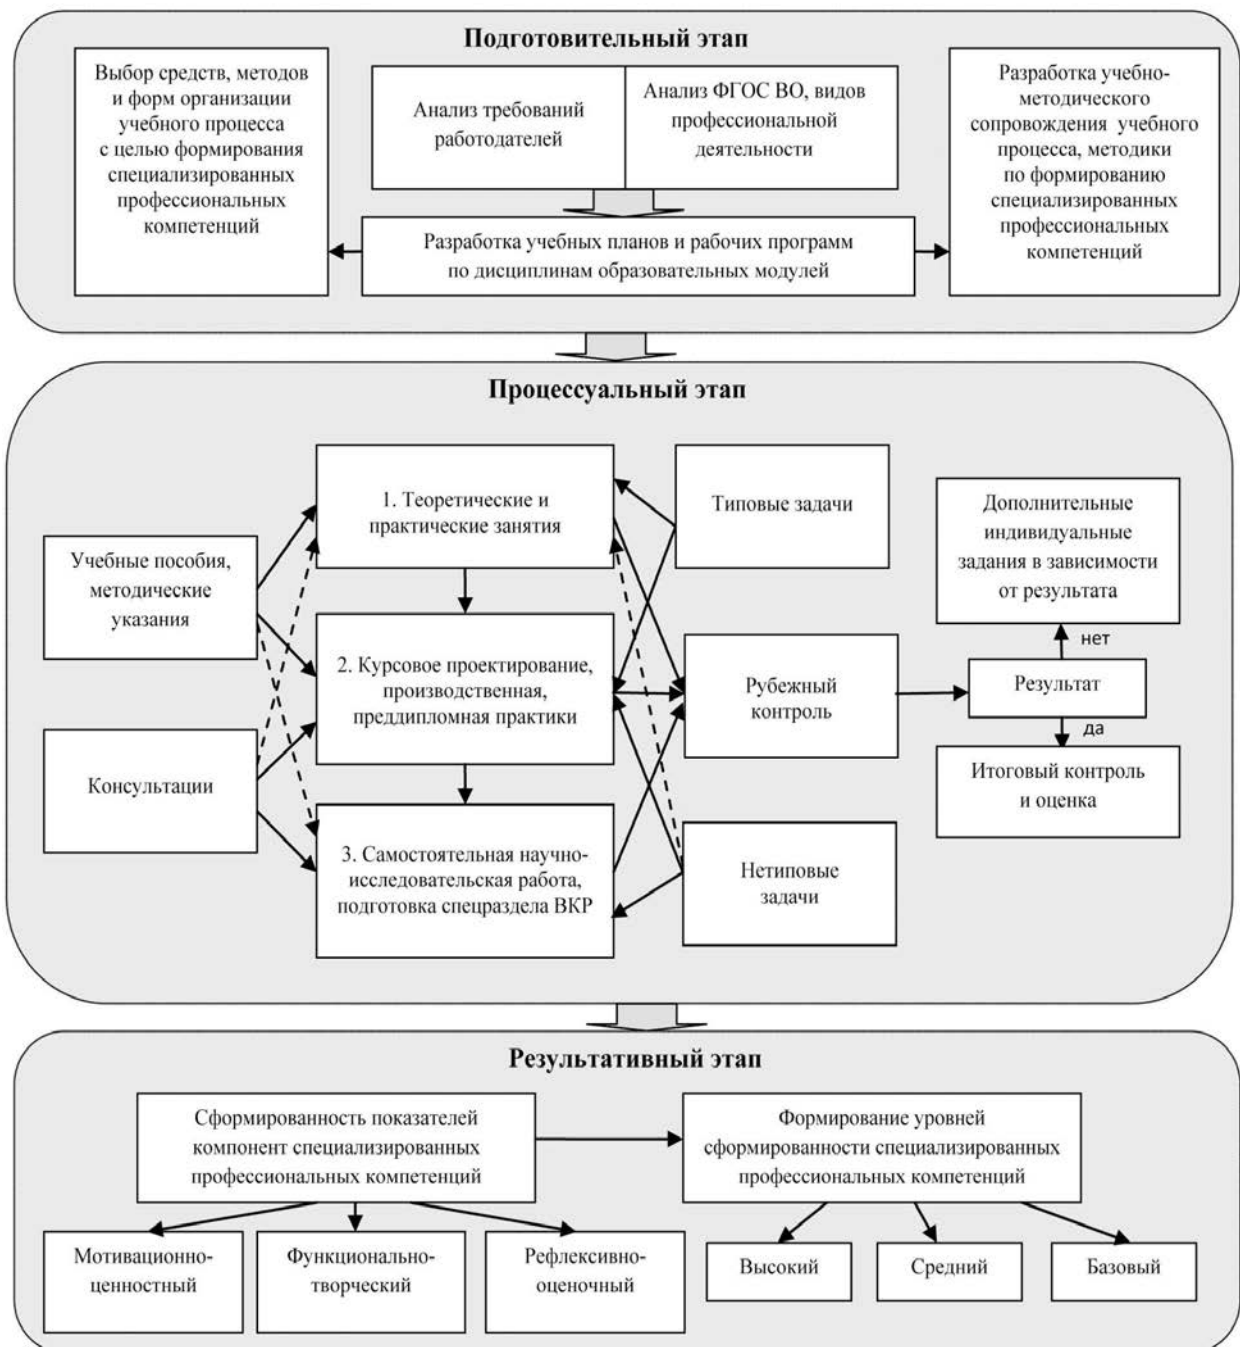 Подготовительный этап
Выбор средств, методов
и форм организации
учебного процесса
с целью формирования
специализированных
профессиональных
компетенций
Анализ требований
работодателей
Анализ ФГОС ВО, видов
профессиональной
деятельности
Разработка учебно-
методического
сопровождения учебного
процесса, методики
по формированию
специализированных
профессиональных
компетенций
Разработка учебных планов и рабочих программ
по дисциплинам образовательных модулей
Процессуальный этап
Учебные пособия,
методические
указания
Консультации
1. Теоретические и
практические занятия
2. Курсовое проектирование,
производственная,
преддипломная практики
3. Самостоятельная научно-
исследовательская работа,
подготовка спецраздела ВКР
Типовые задачи
Рубежный
контроль
Нетиповые
задачи
Дополнительные
индивидуальные
задания в зависимости
от результата
нет
Результат
да
Итоговый контроль
и оценка
Результативный этап
Сформированность показателей
компонент специализированных
профессиональных компетенций
Формирование уровней
сформированности специализированных
профессиональных компетенций
Мотивационно-
ценностный
Функционально-
творческий
Рефлексивно-
оценочный
Высокий
Средний
Базовый